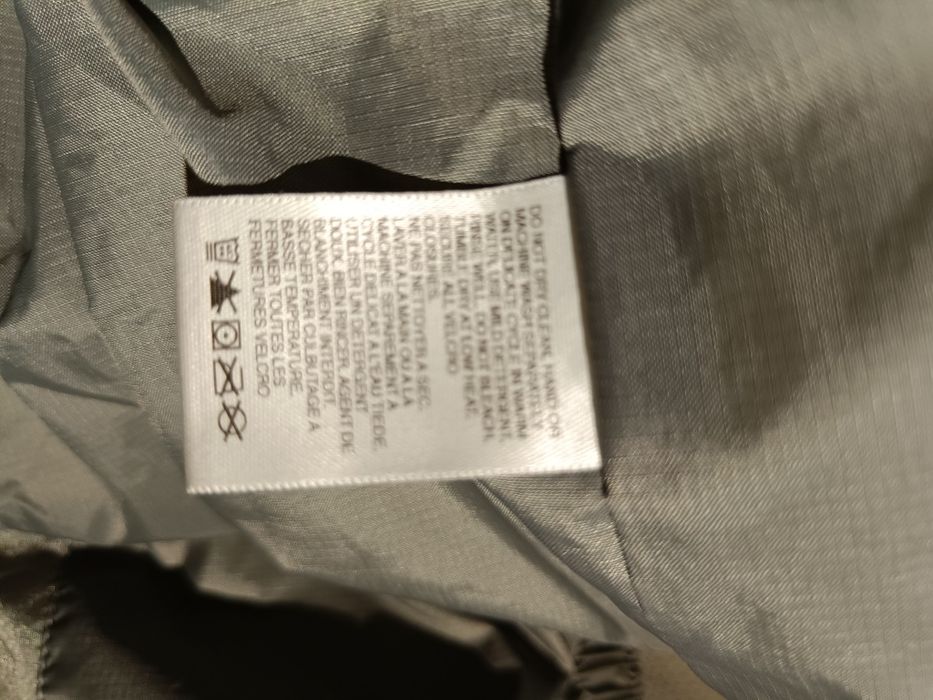 DO NOT DRY CLEAN. HAND OR
MACHINE WASH SEPARATELY
ON DELICATE CYCLE IN WARM
WATER, USE MILD DETERGENT.
RINSE WELL. DO NOT BLEACH.
TUMBLE DRY AT LOW HEAT.
SECURE ALL VELCRO
CLOSURES.
NE PAS NETTOYER A SEC.
LAVER A LA MAIN OU A LA
MACHINE SEPAREMENT A
CYCLE DELICAT A L'EAU TIEDE.
UTILISER UN DETERGENT
DOUX. BIEN RINCER. AGENT DE
BLANCHIMENT INTERDIT.
SECHER PAR CULBUTAGE A
BASSE TEMPERATURE.
FERMER TOUTES LES
FERMETURES VELCRO